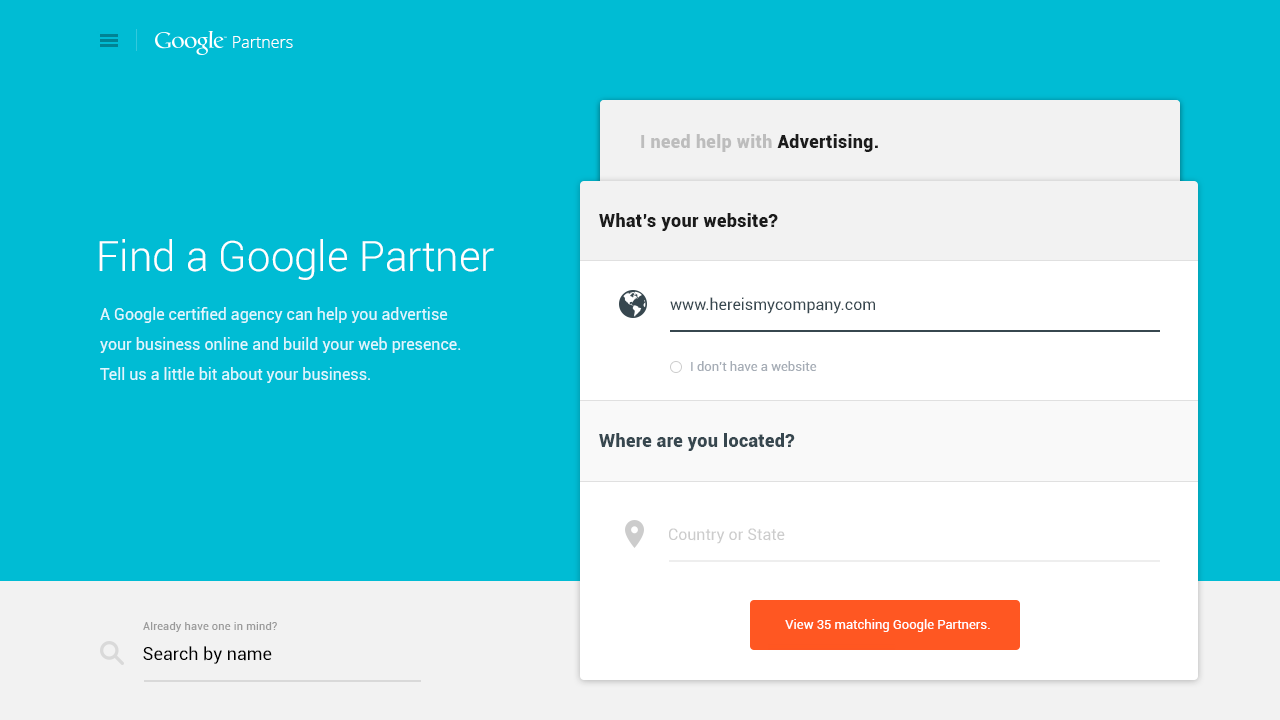 Google Partners
I need help with Advertising.
What's your website?
www.hereismycompany.com
I don't have a website
Where are you located?
Country or State
View 35 matching Google Partners.
Find a Google Partner
A Google certified agency can help you advertise
your business online and build your web presence.
Tell us a little bit about your business.
Already have one in mind?
Search by name